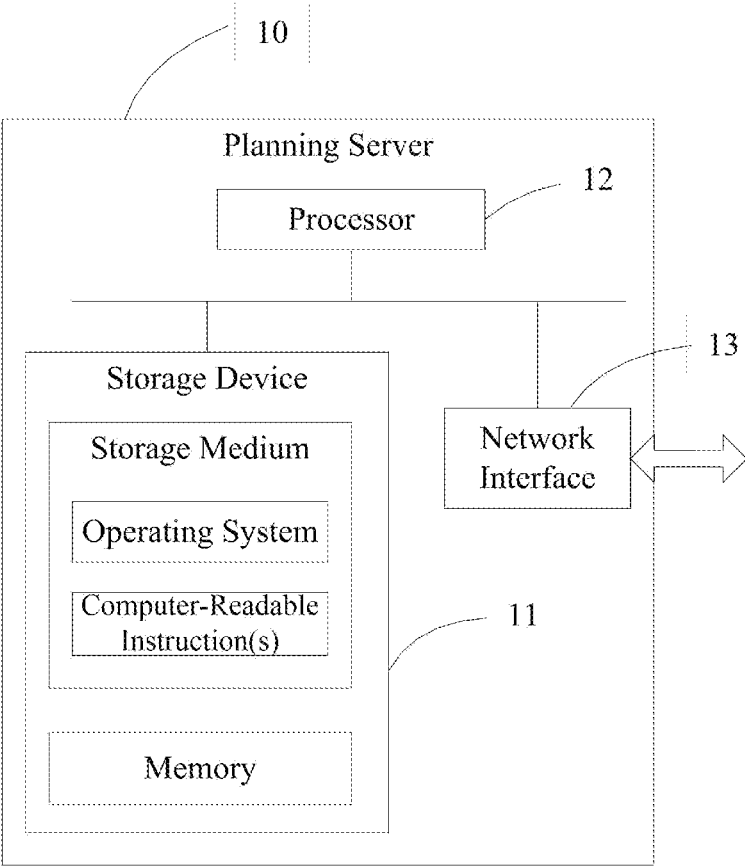 10
Planning Server
12
Processor
13
Storage Device
Storage Medium
Network
Interface
Operating System
Computer-Readable
Instruction(s)
11
Memory